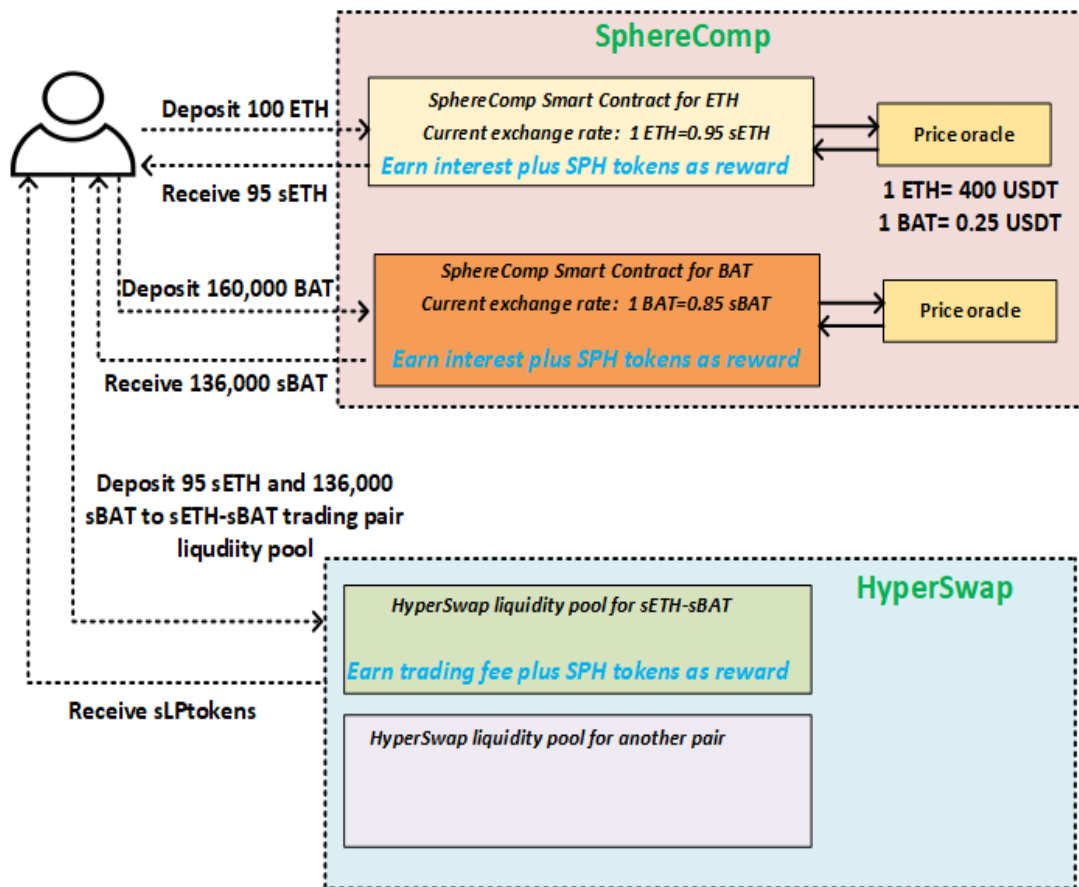 SphereComp
Deposit 100 ETH
SphereComp Smart Contract for ETH
Current exchange rate: 1 ETH=0.95 sETH
Earn interest plus SPH tokens as reward
Price oracle
Receive 95 sETH
1 ETH= 400 USDT
1 BAT= 0.25 USDT
Deposit 160,000 BAT
SphereComp Smart Contract for BAT
Current exchange rate: 1 BAT=0.85 sBAT
Earn interest plus SPH tokens as reward
Price oracle
Receive 136,000 sBAT
Deposit 95 sETH and 136,000
sBAT to sETH-sBAT trading pair
liqudiity pool
HyperSwap
HyperSwap liquidity pool for sETH-sBAT
Earn trading fee plus SPH tokens as reward
Receive sLPtokens
HyperSwap liquidity pool for another pair